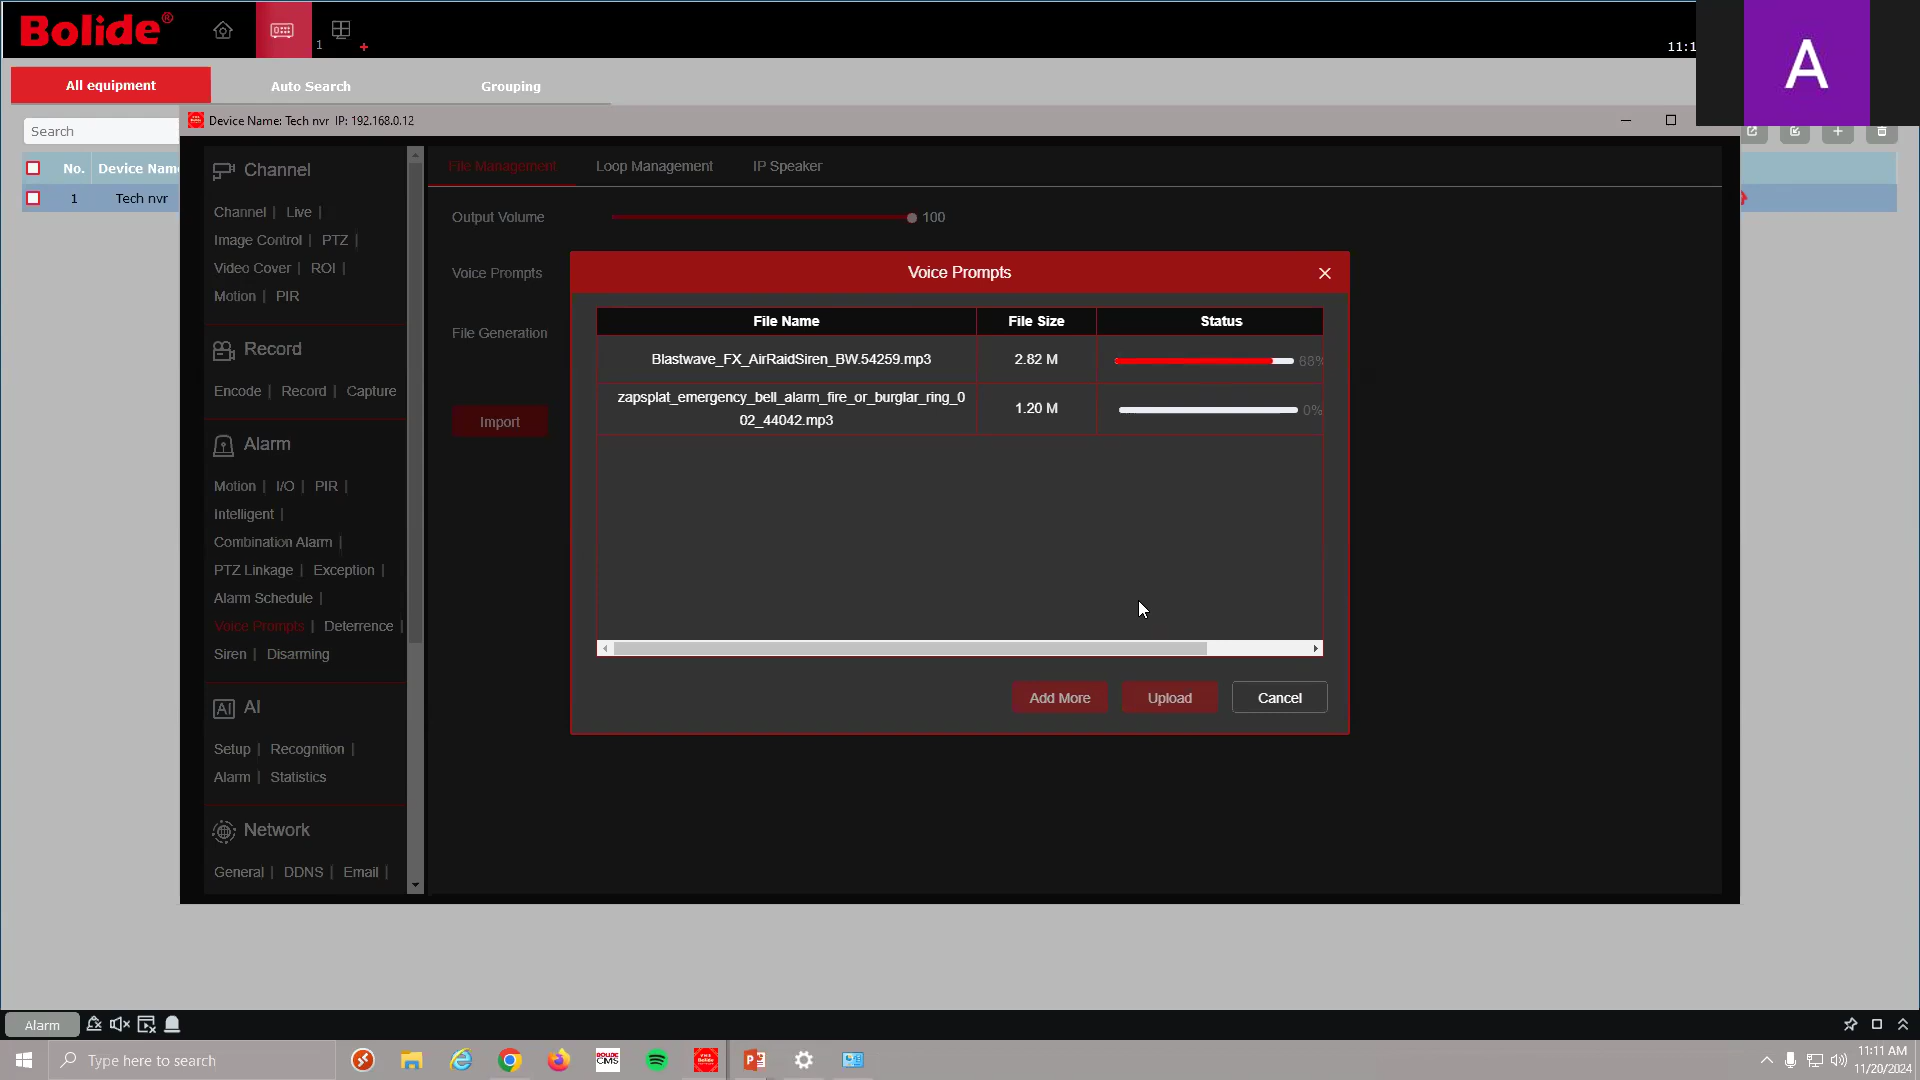 Bolide®
1
11:1
A
All equipment
Auto Search
Grouping
Search
Device Name: Tech nvr IP: 192.168.0.12
No.
Device Nam
1
Tech nvr
Channel
Channel | Live |
Image Control | PTZ |
Video Cover | ROI |
Motion | PIR
Record
Encode | Record | Capture
Alarm
Motion | I/O | PIR |
Intelligent |
Combination Alarm |
PTZ Linkage | Exception |
Alarm Schedule |
Voice Prompts | Deterrence |
Siren | Disarming
AI
AI
Setup | Recognition |
Alarm | Statistics
Network
General | DDNS | Email |
File Management
Loop Management
IP Speaker
Output Volume
100
Voice Prompts
File Generation
Import
Voice Prompts
File Name
File Size
Status
Blastwave_FX_AirRaidSiren_BW.54259.mp3
2.82 M
88%
zapsplat_emergency_bell_alarm_fire_or_burglar_ring_0
02_44042.mp3
1.20 M
0%
Add More
Upload
Cancel
Alarm
Type here to search
BOLIDE
CMS
Bolide
11:11 AM
11/20/2024